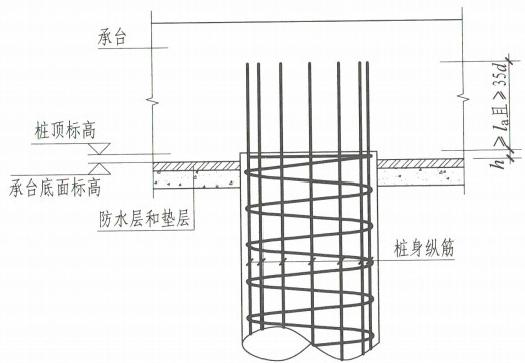 承台
桩顶标高
承台底面标高
防水层和垫层
桩身纵筋
≥la且≥35d
h